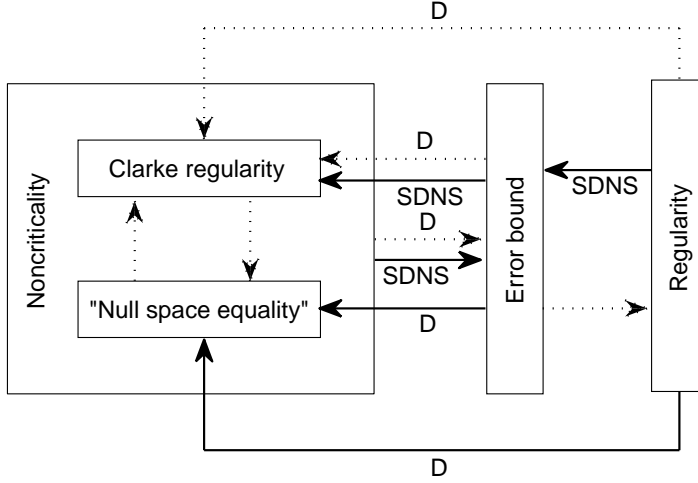 D
Noncriticality
Clarke regularity
"Null space equality"
D
SDNS
D
SDNS
D
Error bound
SDNS
Regularity
D